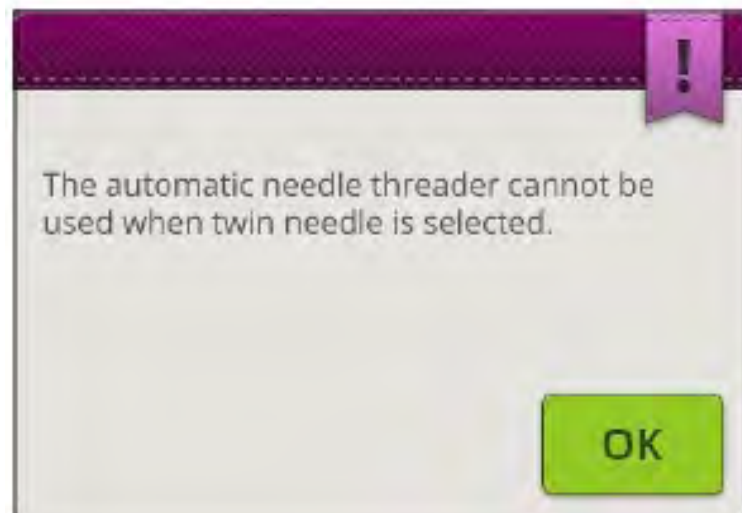 !
The automatic needle threader cannot be
used when twin needle is selected.
OK